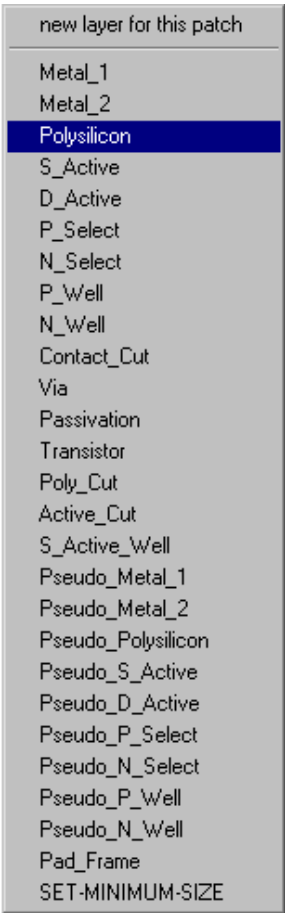 new layer for this patch
Metal_1
Metal_2
Polysilicon
S_Active
D_Active
P_Select
N_Select
P_Well
N_Well
Contact_Cut
Via
Passivation
Transistor
Poly_Cut
Active_Cut
S_Active_Well
Pseudo_Metal_1
Pseudo_Metal_2
Pseudo_Polysilicon
Pseudo_S_Active
Pseudo_D_Active
Pseudo_P_Select
Pseudo_N_Select
Pseudo_P_Well
Pseudo_N_Well
Pad_Frame
SET-MINIMUM-SIZE